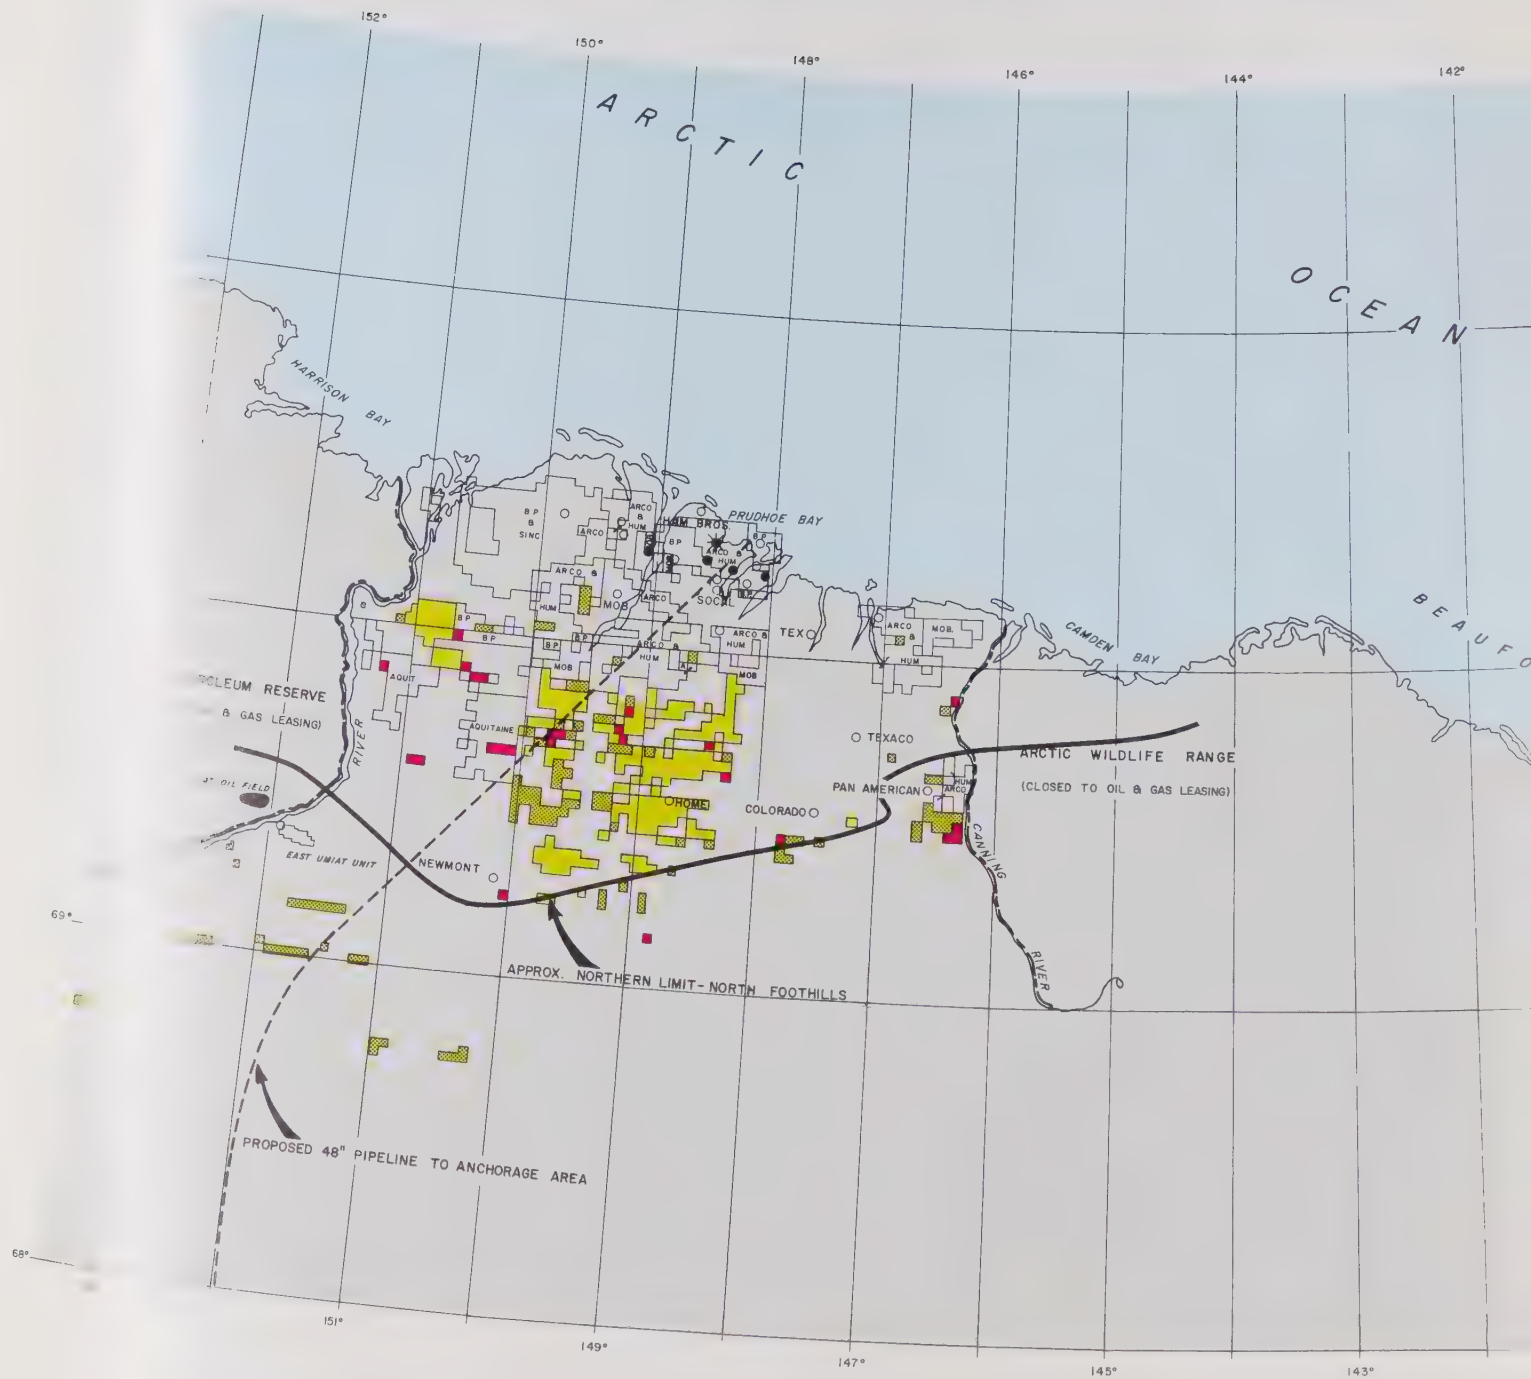 152°
150°
148°
146°
144°
142°
ARCTIC
OCEAN
HARRISON BAY
PRUDHOE BAY
BEAUFO
CAMDEN BAY
BP
&
SINC
ARCO
ARCO
&
HUM
HAM BROS.
BP
BP
ARCO &
HUM
BP
ARCO &
HUM
MOB
ARCO
SOCAL
BP
BP
BP
MOB
ARCO &
HUM
A
ARCO &
HUM
MOB
TEX
ARCO
&
HUM
MOB.
AQUIT
AQUITAINE
OLEUM RESERVE
& GAS LEASING)
RIVER
OIL FIELD
EAST UMIAT UNIT
NEWMONT
HOME
TEXACO
COLORADO
PAN AMERICAN
HUM
ARCO
ARCTIC WILDLIFE RANGE
(CLOSED TO OIL & GAS LEASING)
CANNING
RIVER
69°
APPROX. NORTHERN LIMIT-NORTH FOOTHILLS
PROPOSED 48" PIPELINE TO ANCHORAGE AREA
68°
151°
149°
147°
145°
143°